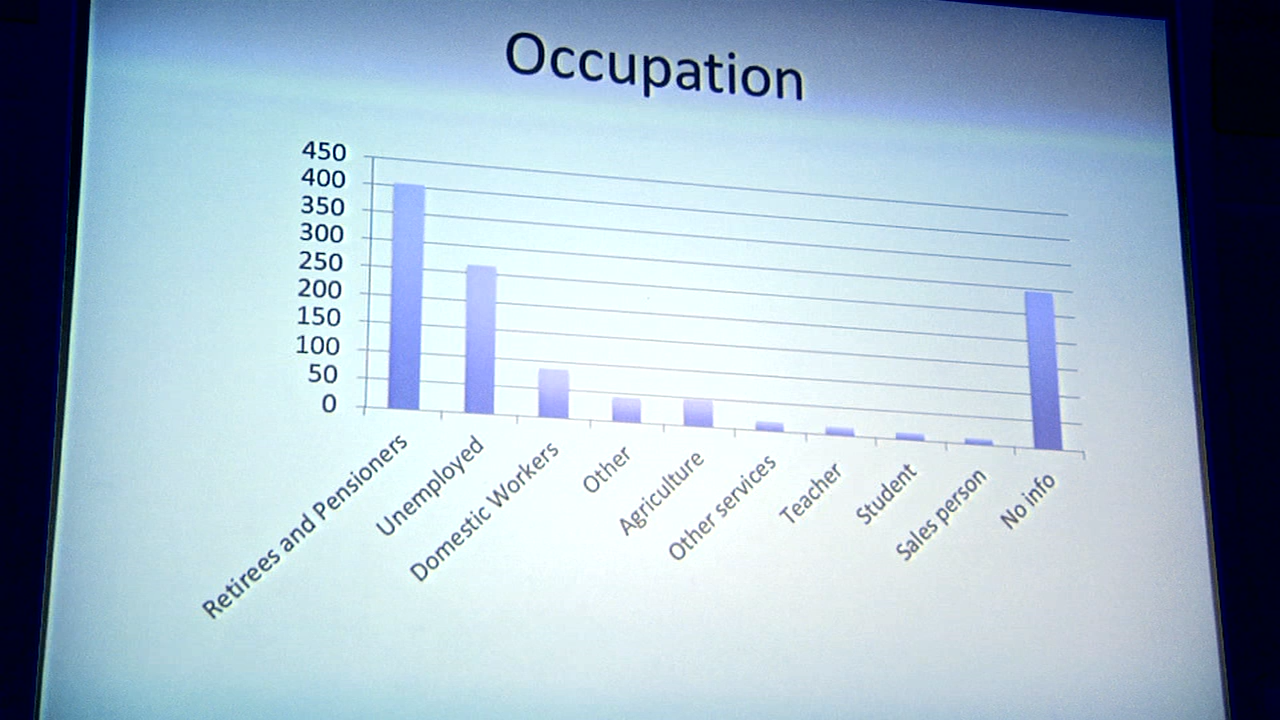 Occupation
450
400
350
300
250
200
150
100
50
0
Retirees and Pensioners
Unemployed
Domestic Workers
Other
Agriculture
Other services
Teacher
Student
Sales person
No info